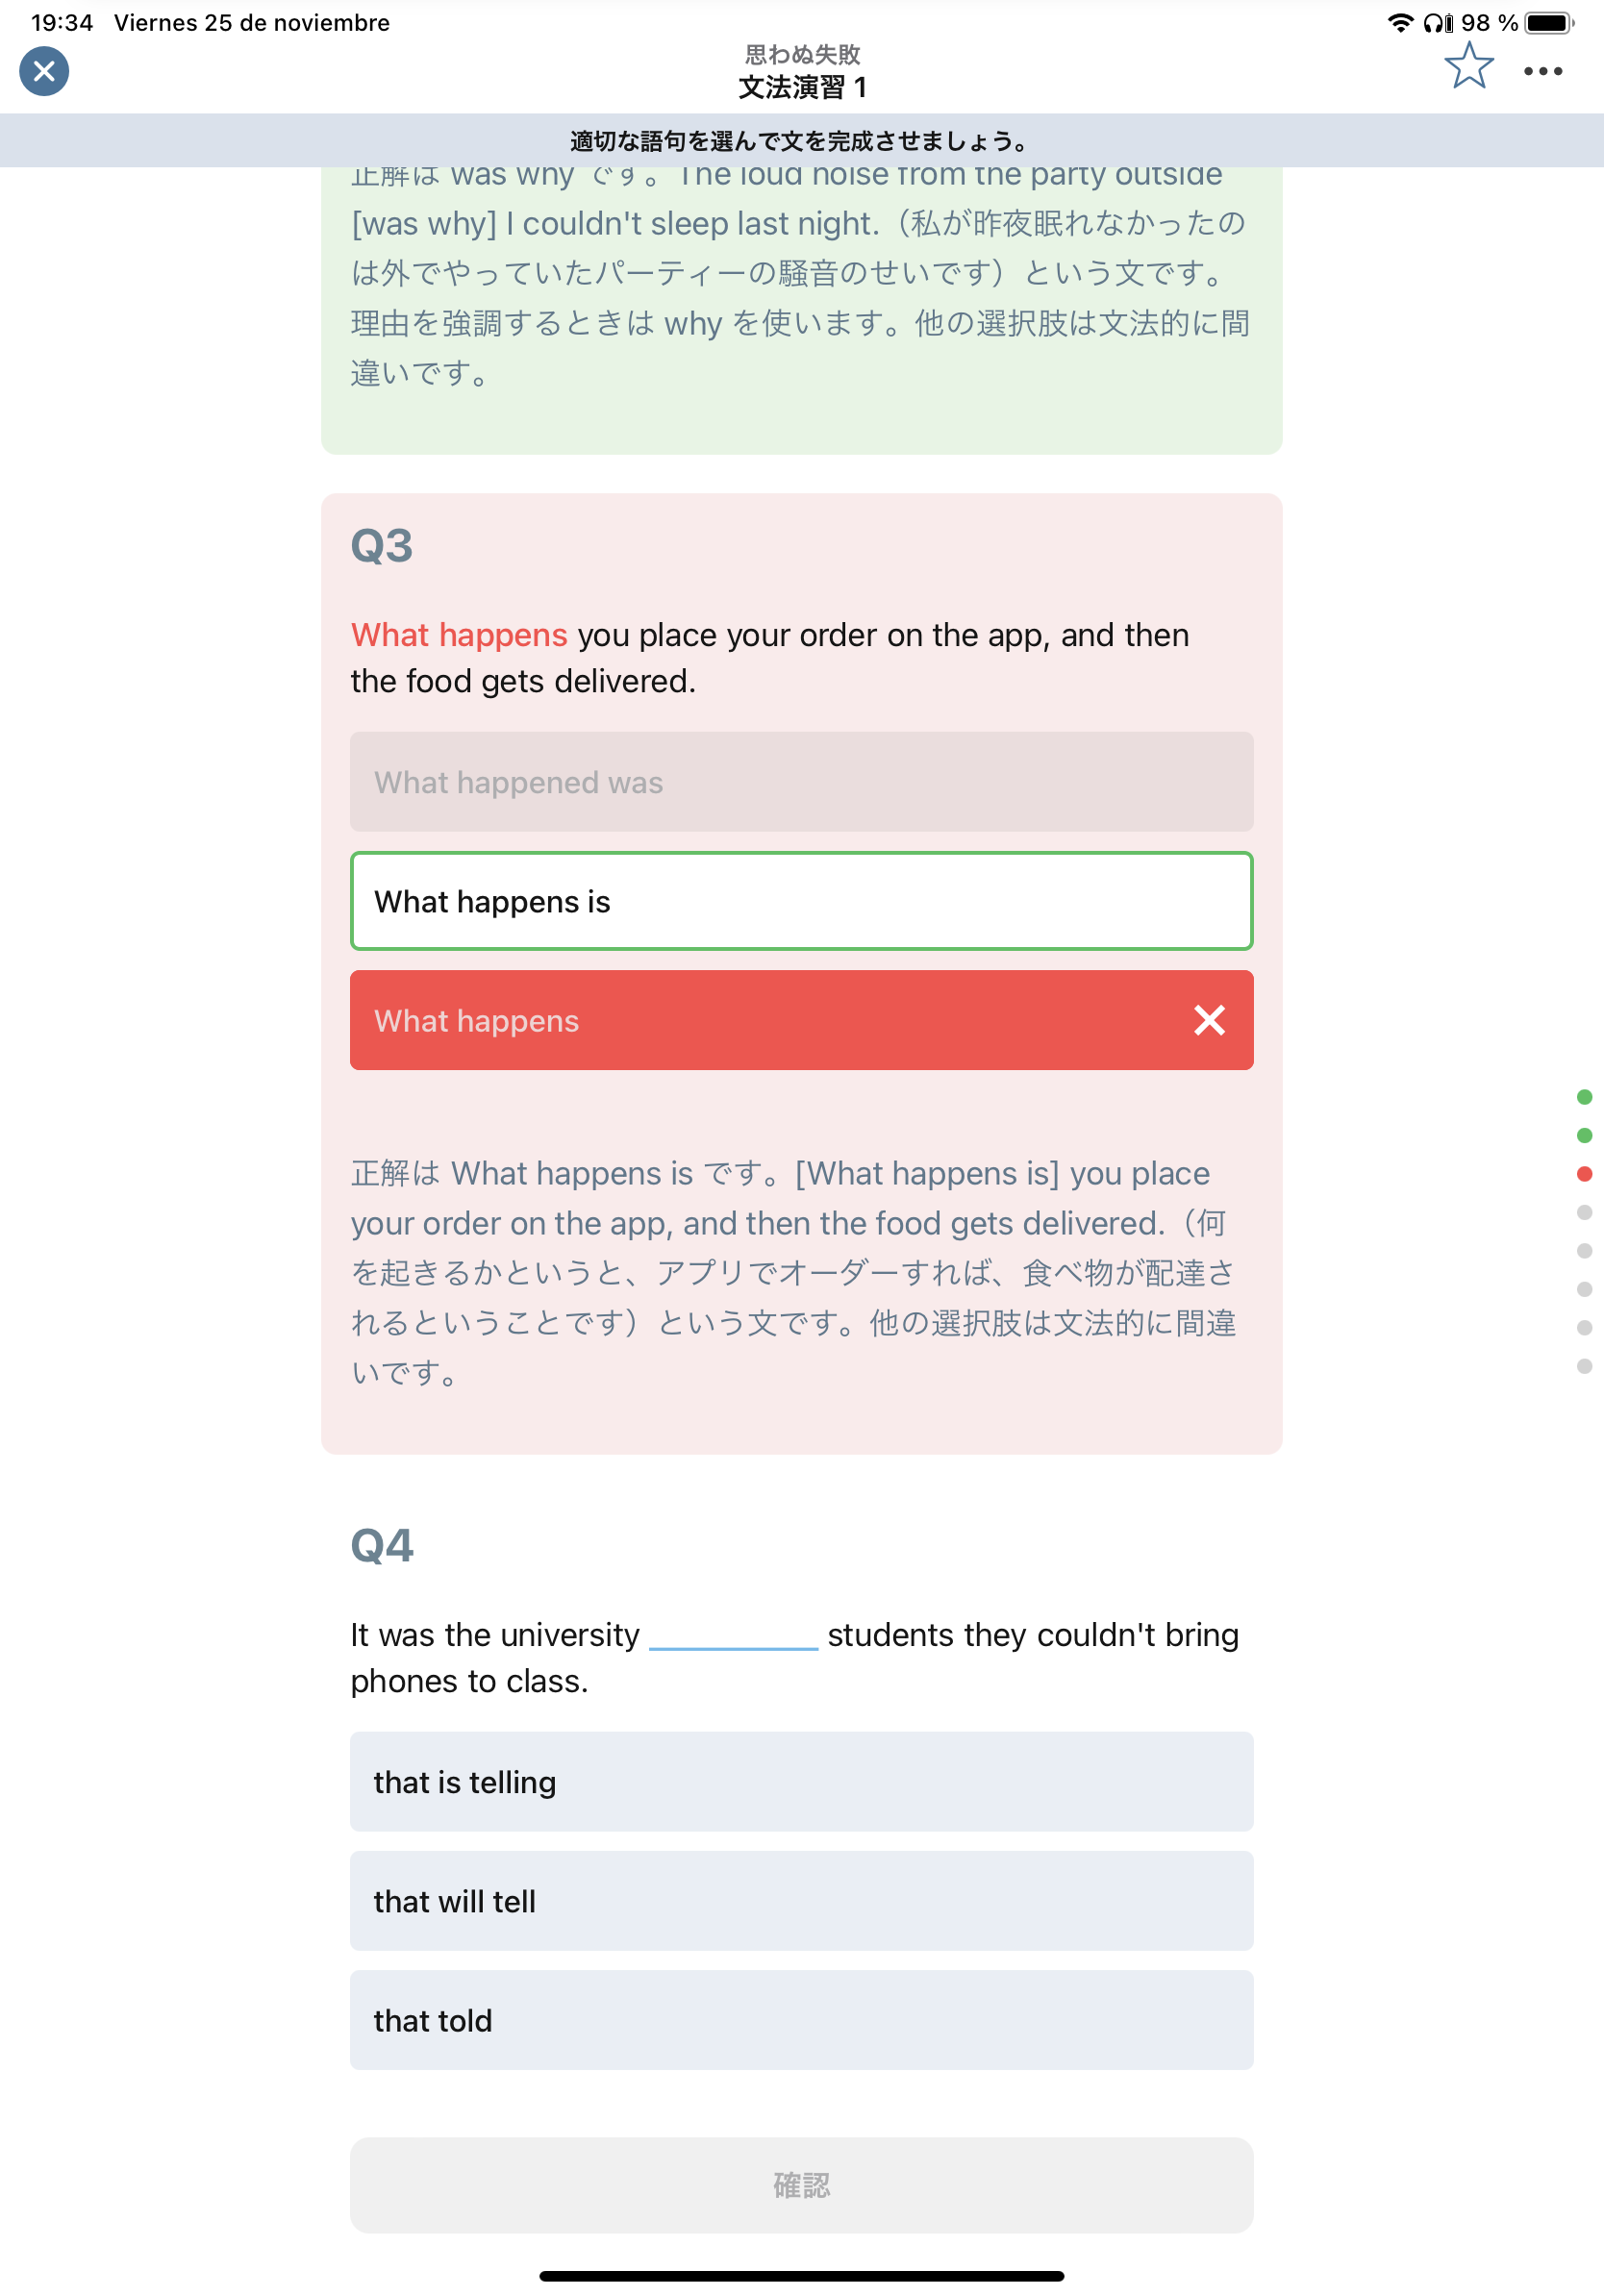 19:34 Viernes 25 de noviembre
98 %
思わぬ失敗
文法演習 1
適切な語句を選んで文を完成させましょう。
正解は was why です。The loud noise from the party outside
[was why] I couldn't sleep last night.（私が昨夜眠れなかったの
は外でやっていたパーティーの騒音のせいです）という文です。
理由を強調するときは why を使います。他の選択肢は文法的に間
違いです。
Q3
What happens you place your order on the app, and then
the food gets delivered.
What happened was
What happens is
What happens
正解は What happens is です。[What happens is] you place
your order on the app, and then the food gets delivered.（何
を起きるかというと、アプリでオーダーすれば、食べ物が配達さ
れるということです）という文です。他の選択肢は文法的に間違
いです。
Q4
It was the university __________ students they couldn't bring
phones to class.
that is telling
that will tell
that told
確認